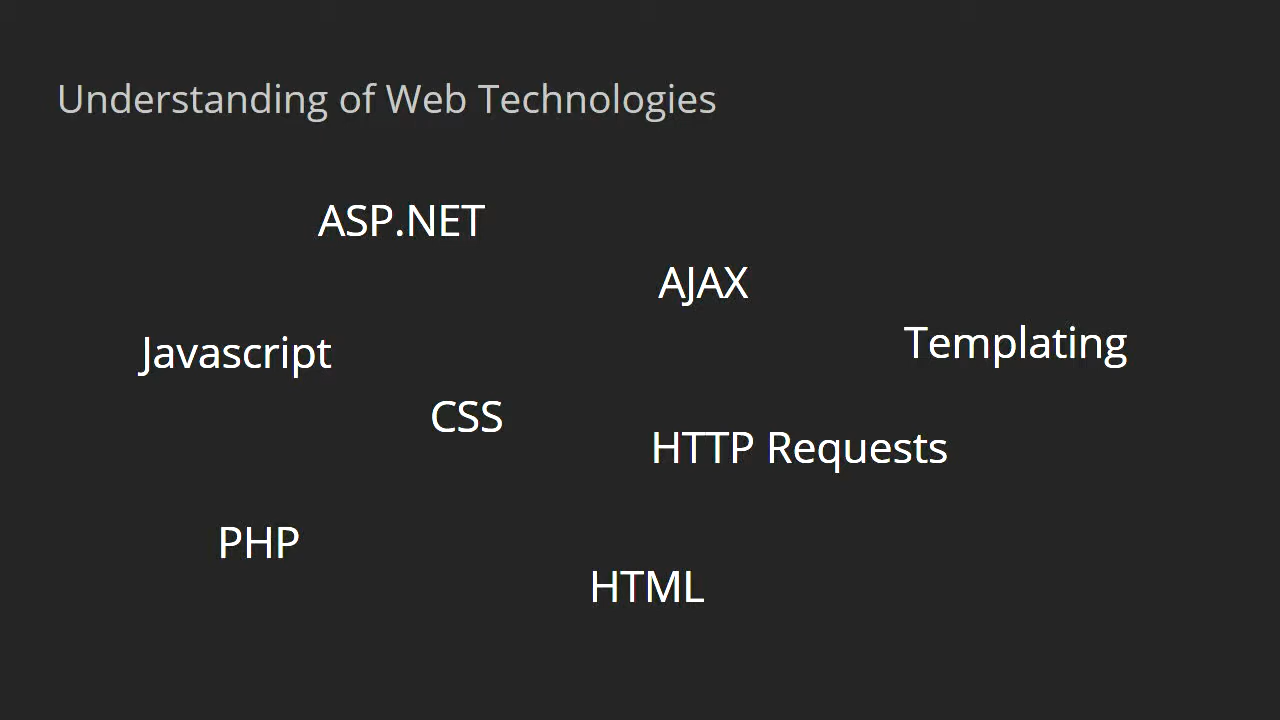 Understanding of Web Technologies
ASP.NET
AJAX
Templating
Javascript
CSS
HTTP Requests
PHP
HTML